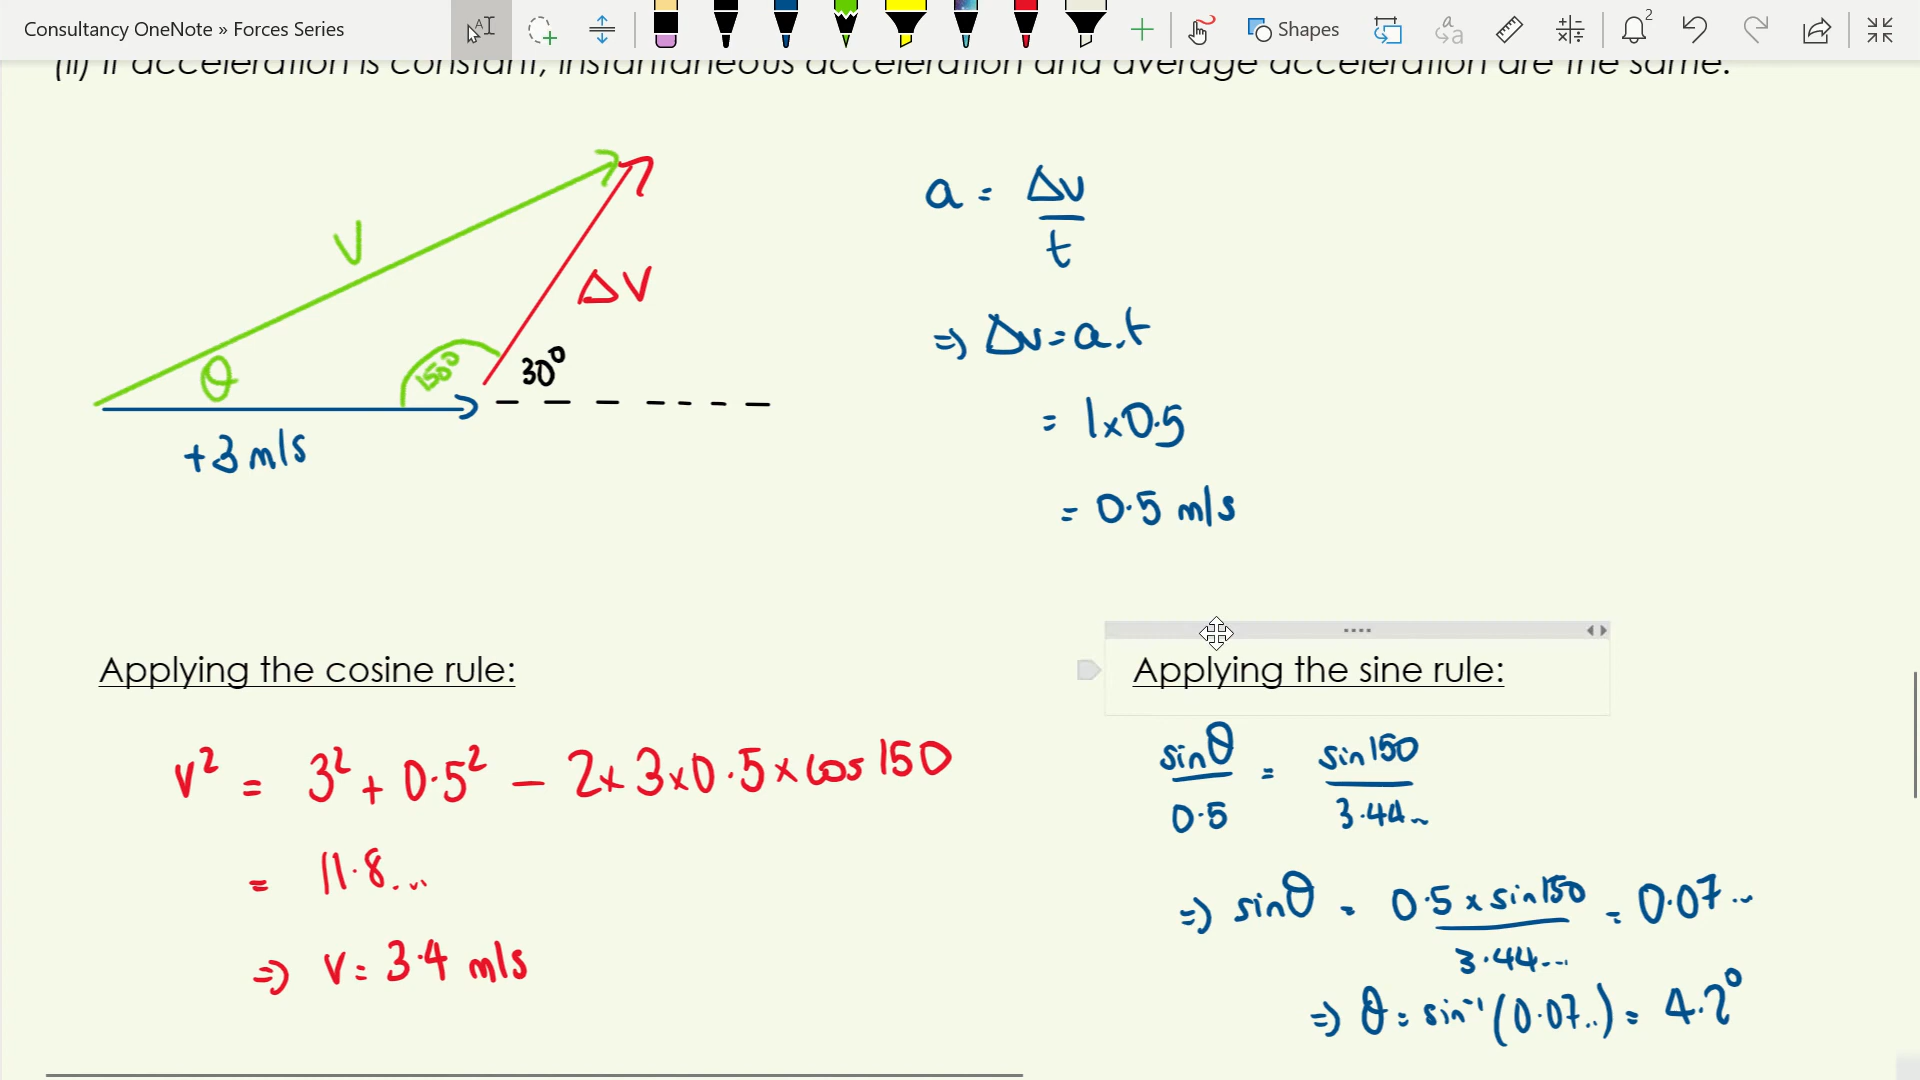 Consultancy OneNote » Forces Series
Shapes
2
(ii) If acceleration is constant, instantaneous acceleration and average acceleration are the same.
V
ΔV
θ
150°
30°
+3 m/s
a = Δv
t
⇒ Δv = a.t
= 1×0.5
= 0.5 m/s
Applying the cosine rule:
v² = 3² + 0.5² − 2×3×0.5×cos150
= 11.8...
⇒ v = 3.4 m/s
Applying the sine rule:
sinθ = sin150
0.5 3.44..
⇒ sinθ = 0.5 × sin150 = 0.07..
3.44...
⇒ θ = sin⁻¹(0.07..) = 4.2°